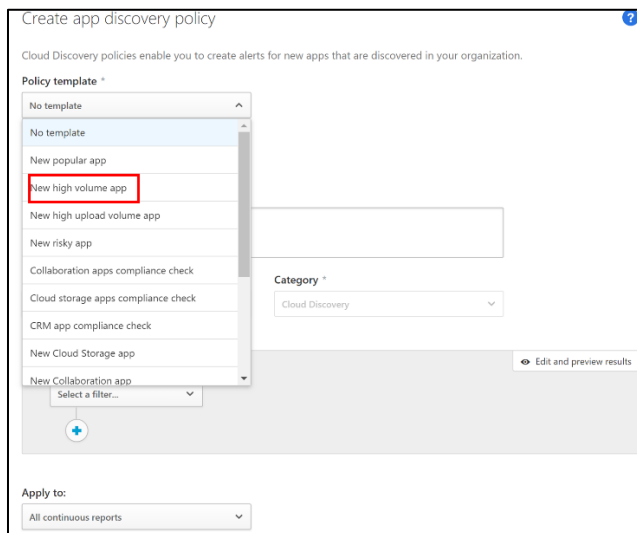 Create app discovery policy
?
Cloud Discovery policies enable you to create alerts for new apps that are discovered in your organization.
Policy template *
No template
No template
New popular app
New high volume app
New high upload volume app
New risky app
Collaboration apps compliance check
Cloud storage apps compliance check
CRM app compliance check
New Cloud Storage app
New Collaboration app
Category *
Cloud Discovery
Edit and preview results
Select a filter...
Apply to:
All continuous reports